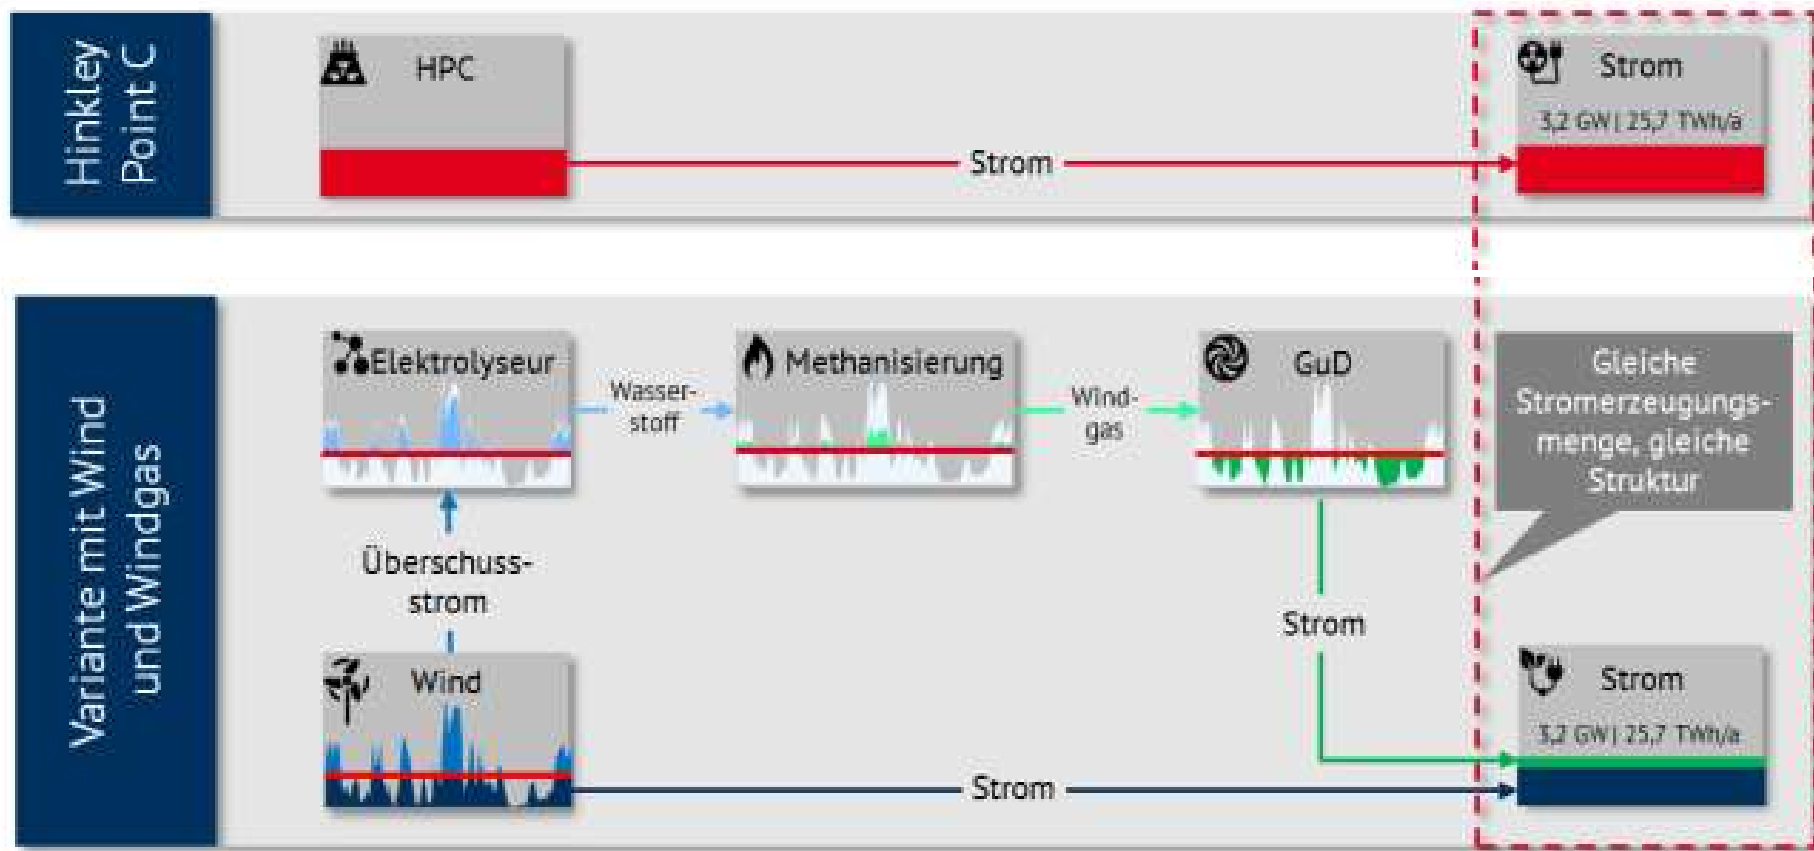 Hinkley
Point C
HPC
Strom
Strom
3,2 GW | 25,7 TWh/a
Variante mit Wind
und Windgas
Elektrolyseur
Wasser-
stoff
Methanisierung
Wind-
gas
GuD
Gleiche
Stromerzeugungs-
menge, gleiche
Struktur
Überschuss-
strom
Strom
Wind
Strom
Strom
3,2 GW | 25,7 TWh/a